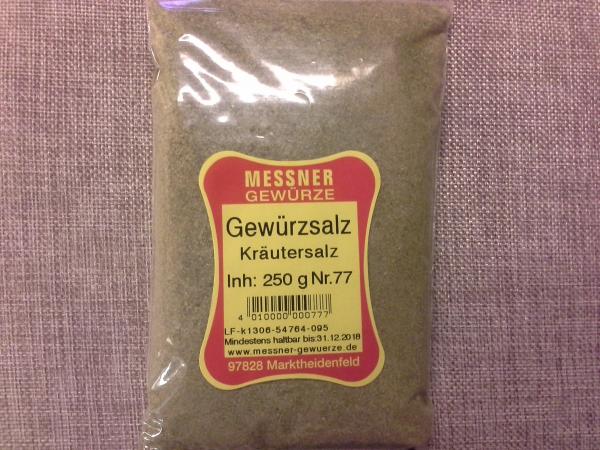 MESSNER
GEWÜRZE
Gewürzsalz
Kräutersalz
Inh: 250 g Nr.77
4 010000 000777
LF-k1306-54764-095
Mindestens haltbar bis:31.12.2018
www.messner-gewuerze.de
97828 Marktheidenfeld